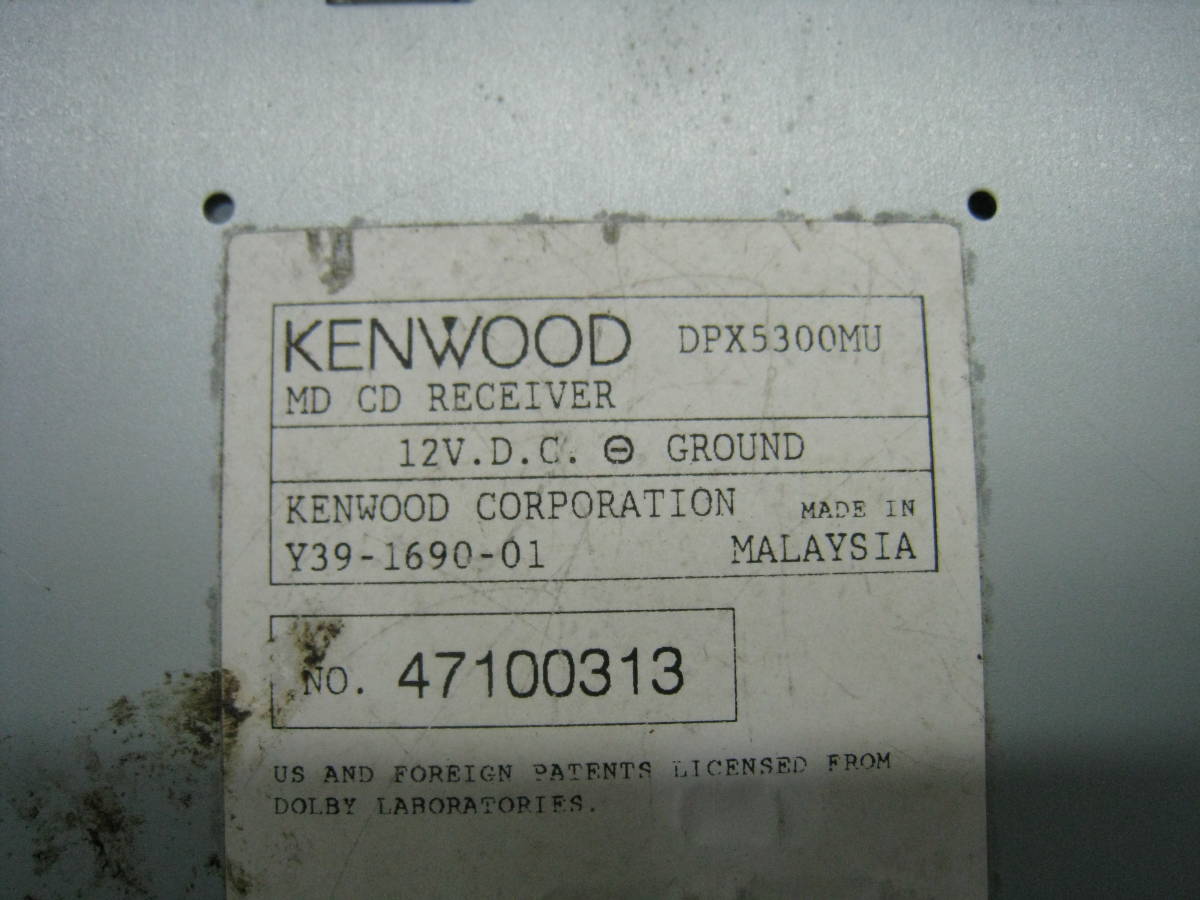 KENWOOD DPX5300MU
MD CD RECEIVER
12V.D.C. ⊖ GROUND
KENWOOD CORPORATION MADE IN
Y39-1690-01 MALAYSIA
NO. 47100313
US AND FOREIGN PATENTS LICENSED FROM
DOLBY LABORATORIES.